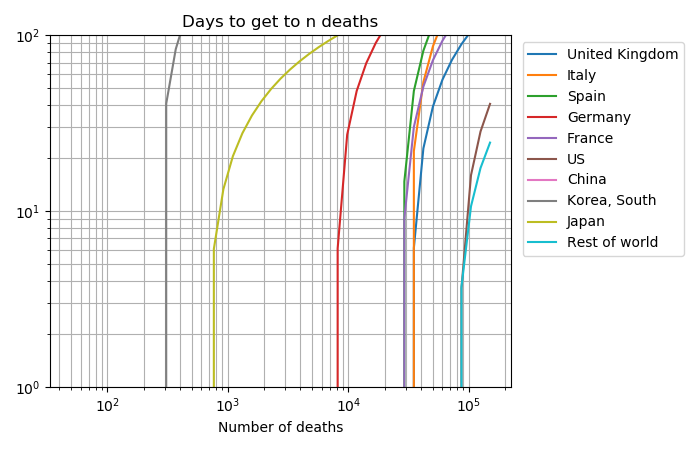 Days to get to n deaths
10²
10¹
10⁰
10² 10³ 10⁴ 10⁵
Number of deaths
United Kingdom
Italy
Spain
Germany
France
US
China
Korea, South
Japan
Rest of world